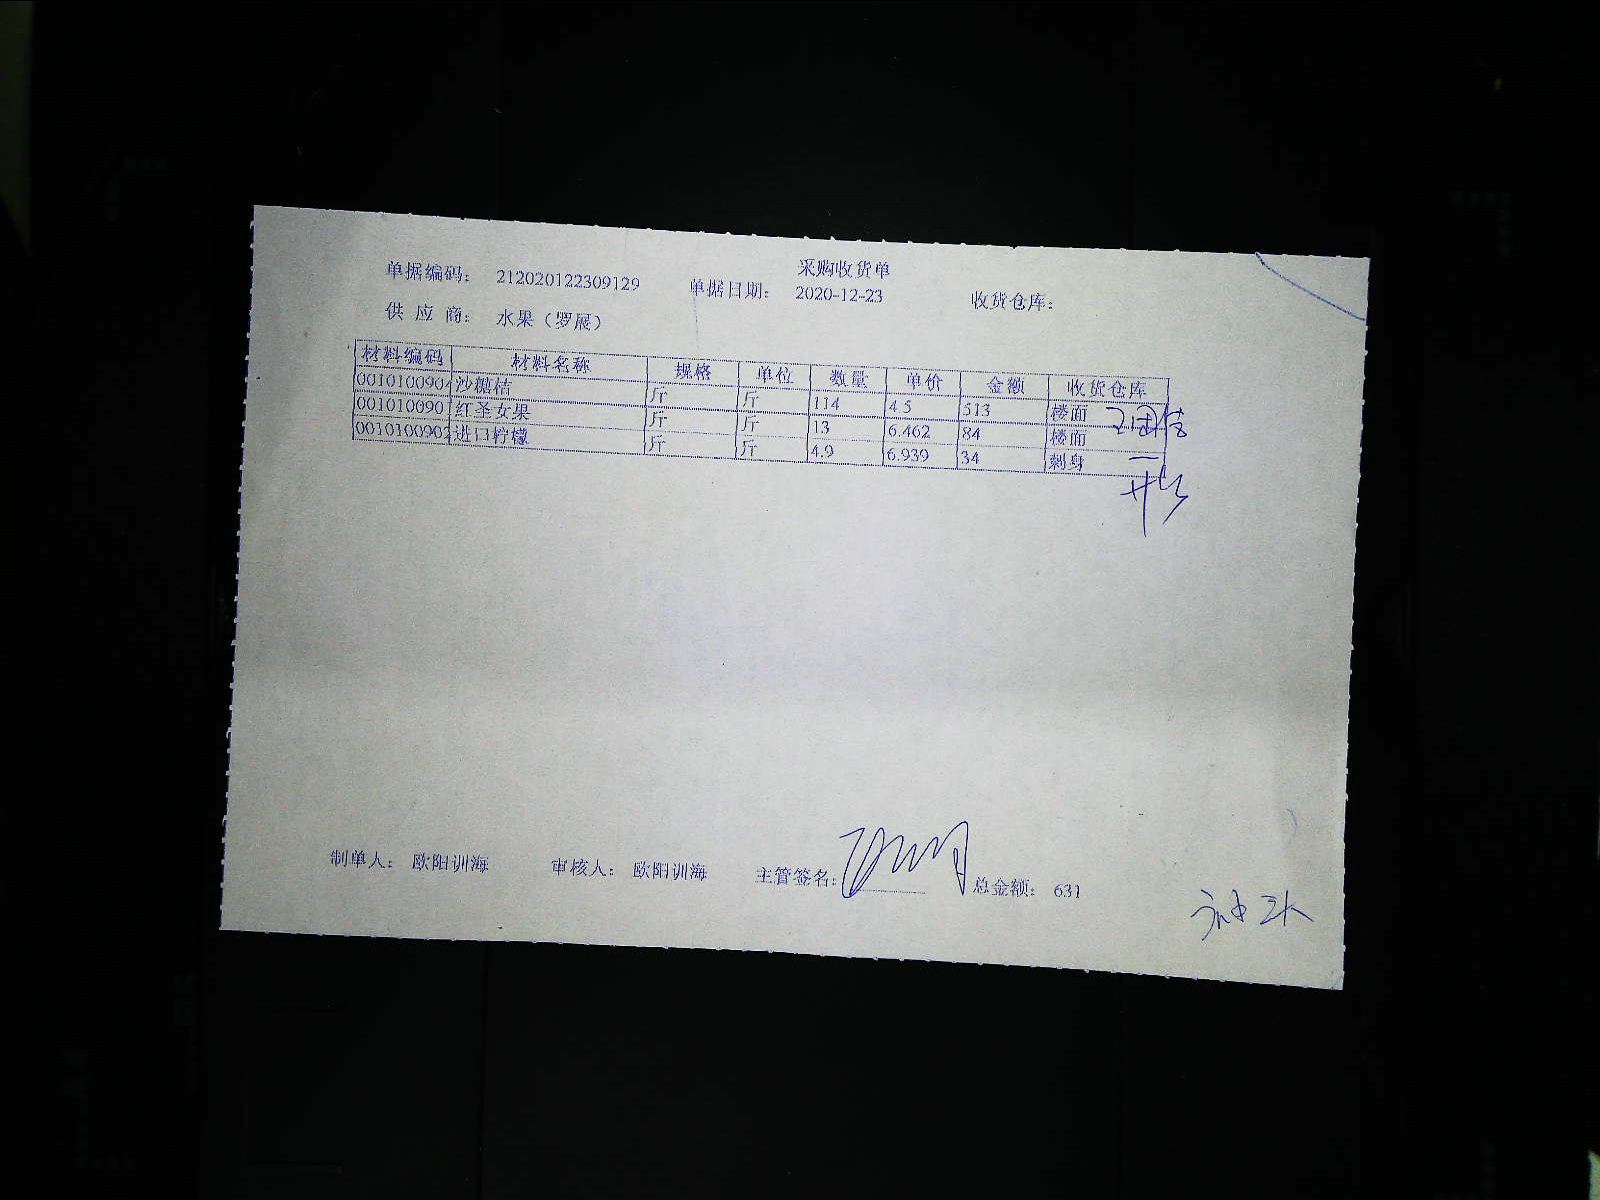 采购收货单
单据编码： 212020122309129 单据日期： 2020-12-23 收货仓库：
供 应 商： 水果（罗展）
材料编码 材料名称 规格 单位 数量 单价 金额 收货仓库
001010090 沙糖桔 斤 斤 114 4.5 513 楼面
001010090 红圣女果 斤 斤 13 6.462 84 楼面
001010090 进口柠檬 斤 斤 4.9 6.939 34 刺身
制单人： 欧阳训海 审核人： 欧阳训海 主管签名： 总金额： 631